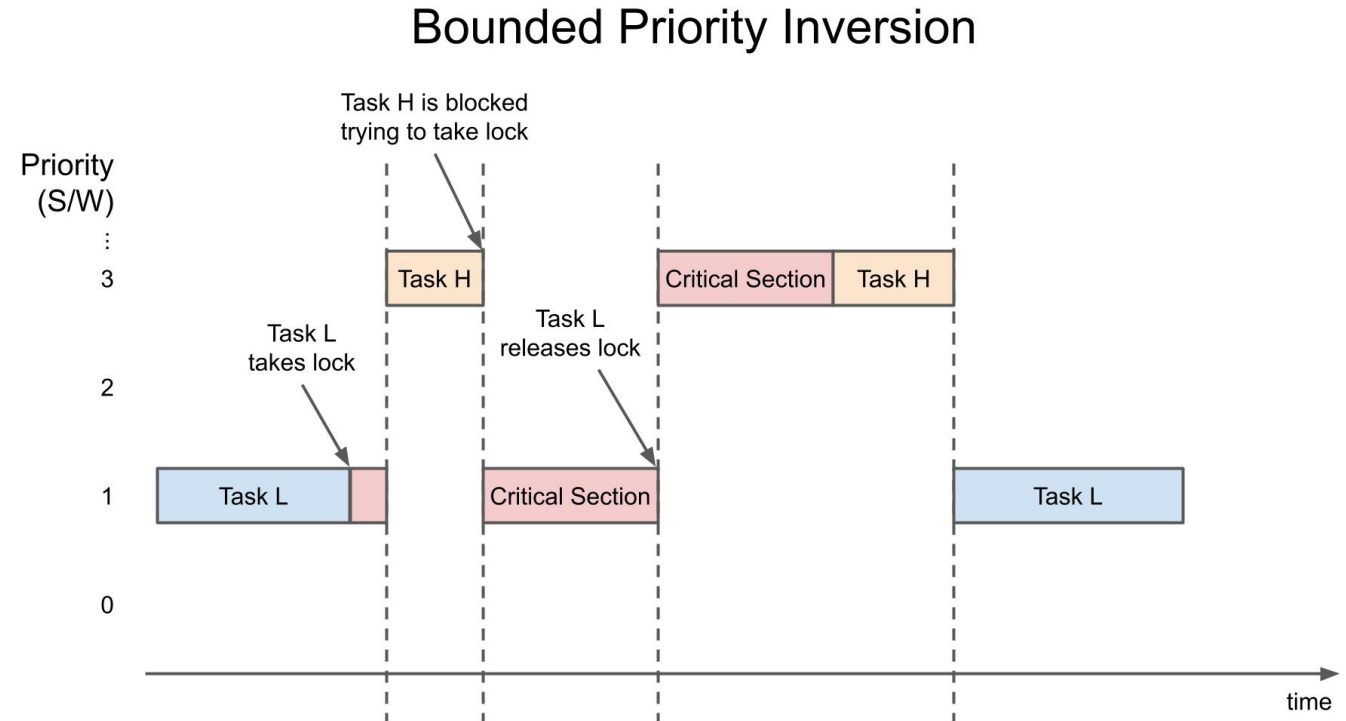 Bounded Priority Inversion
Task H is blocked
trying to take lock
Priority
(S/W)
⋮
3
Task H
Critical Section
Task H
Task L
takes lock
Task L
releases lock
2
1
Task L
Critical Section
Task L
0
time